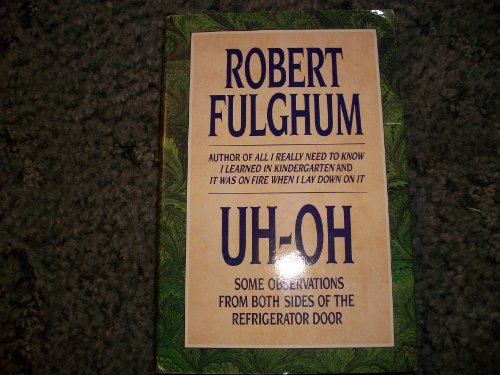 ROBERT
FULGHUM
AUTHOR OF ALL I REALLY NEED TO KNOW
I LEARNED IN KINDERGARTEN AND
IT WAS ON FIRE WHEN I LAY DOWN ON IT
UH-OH
SOME OBSERVATIONS
FROM BOTH SIDES OF THE
REFRIGERATOR DOOR